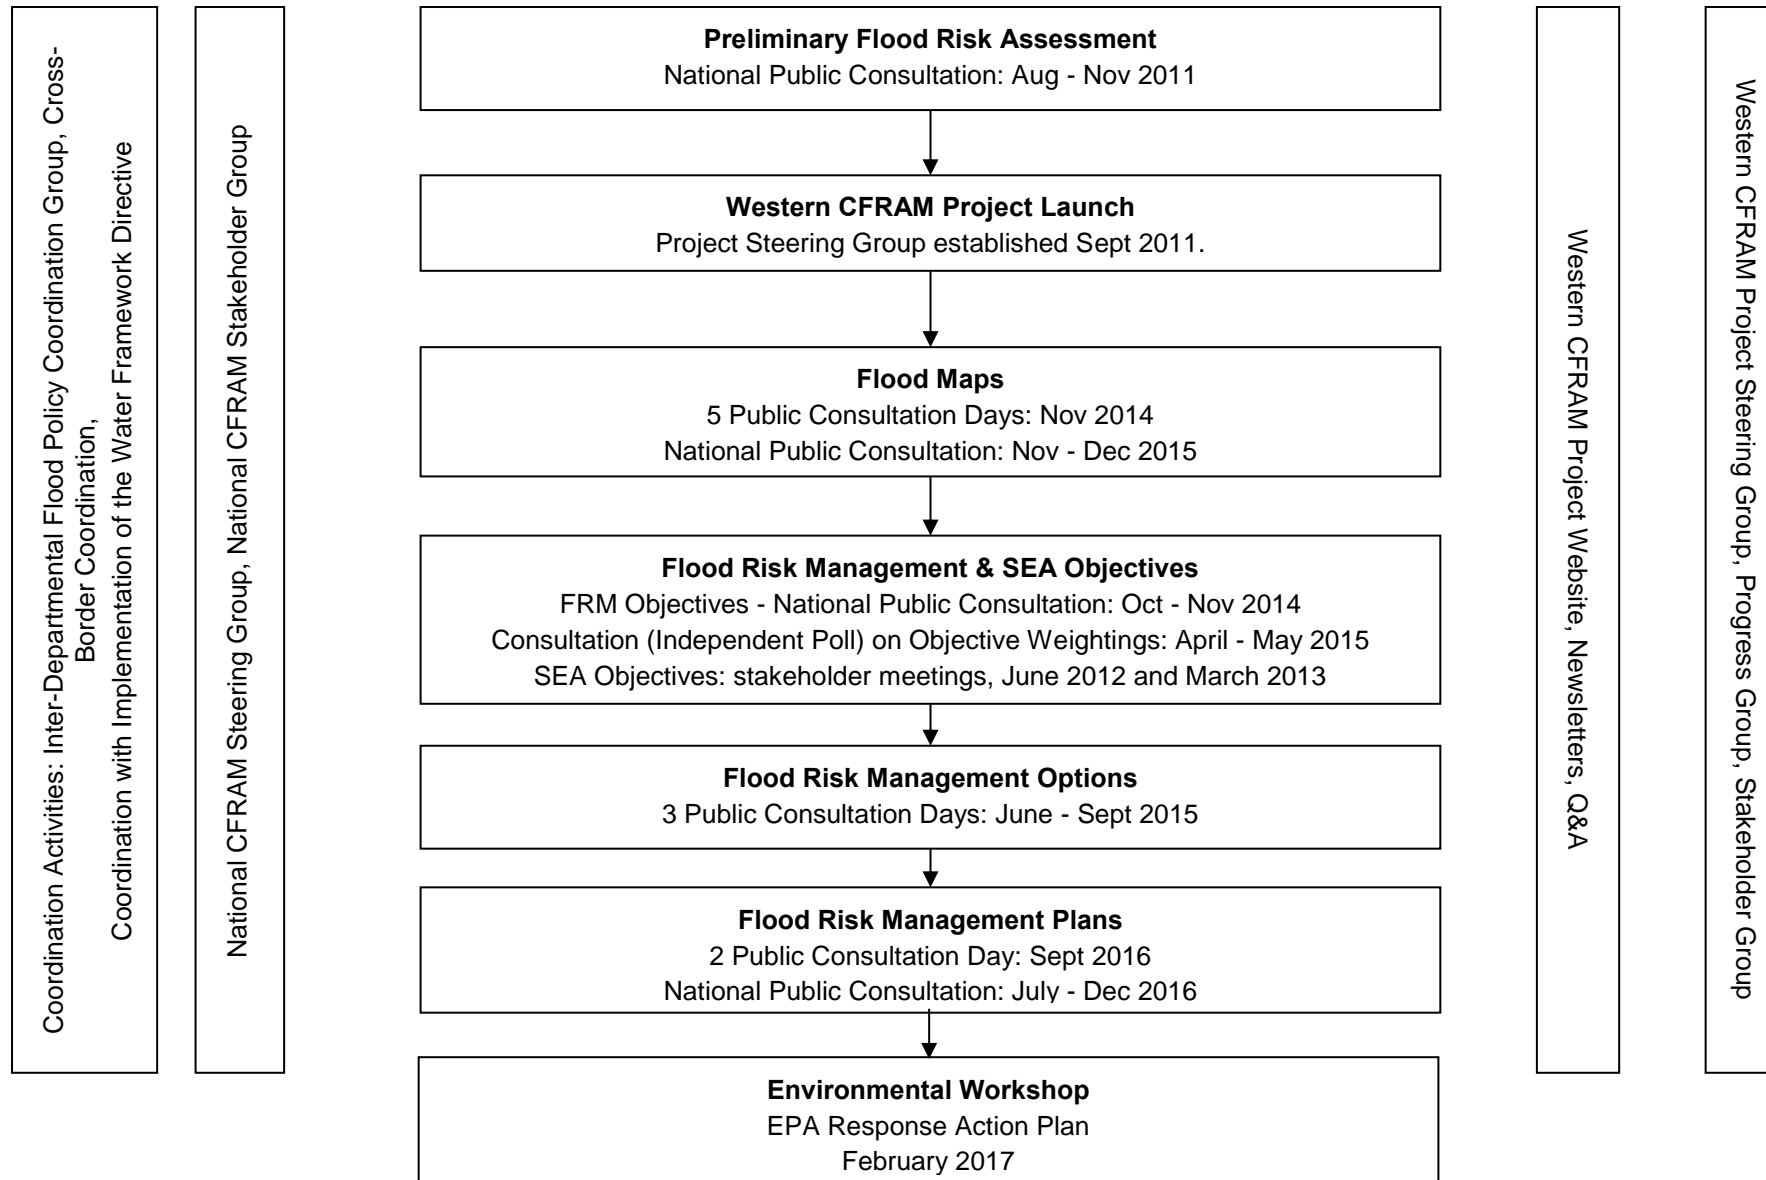 Coordination Activities: Inter-Departmental Flood Policy Coordination Group, Cross-
Border Coordination,
Coordination with Implementation of the Water Framework Directive
National CFRAM Steering Group, National CFRAM Stakeholder Group
Preliminary Flood Risk Assessment
National Public Consultation: Aug - Nov 2011
Western CFRAM Project Launch
Project Steering Group established Sept 2011.
Flood Maps
5 Public Consultation Days: Nov 2014
National Public Consultation: Nov - Dec 2015
Flood Risk Management & SEA Objectives
FRM Objectives - National Public Consultation: Oct - Nov 2014
Consultation (Independent Poll) on Objective Weightings: April - May 2015
SEA Objectives: stakeholder meetings, June 2012 and March 2013
Flood Risk Management Options
3 Public Consultation Days: June - Sept 2015
Flood Risk Management Plans
2 Public Consultation Day: Sept 2016
National Public Consultation: July - Dec 2016
Environmental Workshop
EPA Response Action Plan
February 2017
Western CFRAM Project Website, Newsletters, Q&A
Western CFRAM Project Steering Group, Progress Group, Stakeholder Group